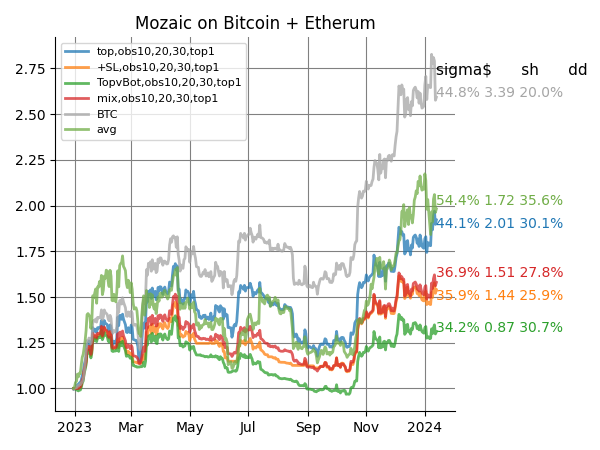 Mozaic on Bitcoin + Etherum
top,obs10,20,30,top1
+SL,obs10,20,30,top1
TopvBot,obs10,20,30,top1
mix,obs10,20,30,top1
BTC
avg
sigma$ sh dd
44.8% 3.39 20.0%
54.4% 1.72 35.6%
44.1% 2.01 30.1%
36.9% 1.51 27.8%
35.9% 1.44 25.9%
34.2% 0.87 30.7%
2.75
2.50
2.25
2.00
1.75
1.50
1.25
1.00
2023 Mar May Jul Sep Nov 2024